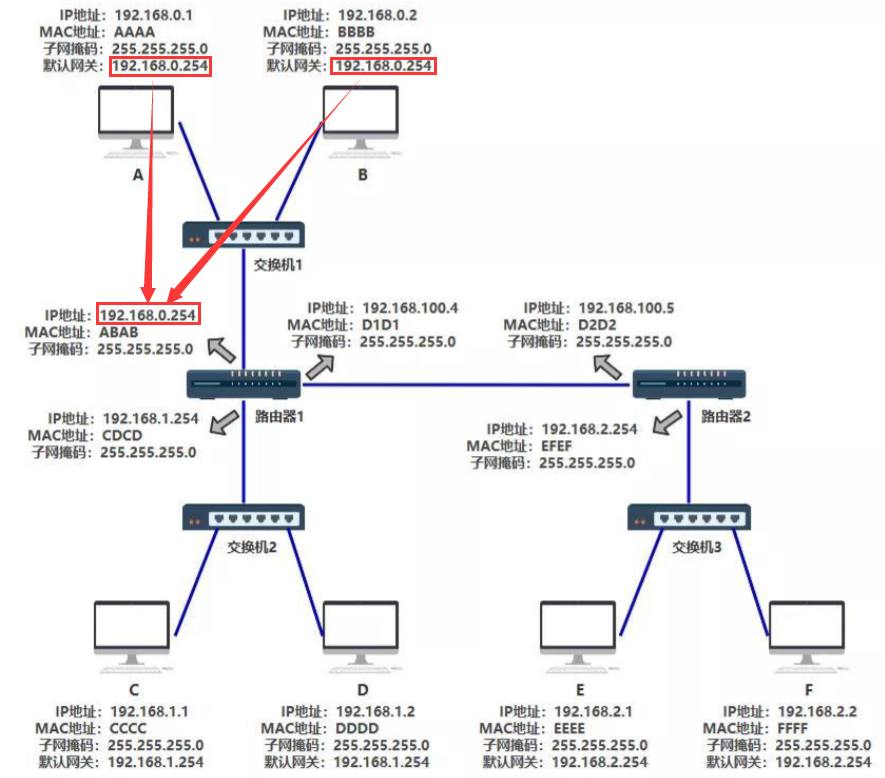 IP地址：192.168.0.1
MAC地址：AAAA
子网掩码：255.255.255.0
默认网关：192.168.0.254
IP地址：192.168.0.2
MAC地址：BBBB
子网掩码：255.255.255.0
默认网关：192.168.0.254
A
B
交换机1
IP地址：192.168.0.254
MAC地址：ABAB
子网掩码：255.255.255.0
IP地址：192.168.100.4
MAC地址：D1D1
子网掩码：255.255.255.0
IP地址：192.168.100.5
MAC地址：D2D2
子网掩码：255.255.255.0
路由器1
路由器2
IP地址：192.168.1.254
MAC地址：CDCD
子网掩码：255.255.255.0
IP地址：192.168.2.254
MAC地址：EFEF
子网掩码：255.255.255.0
交换机2
交换机3
C
D
E
F
IP地址：192.168.1.1
MAC地址：CCCC
子网掩码：255.255.255.0
默认网关：192.168.1.254
IP地址：192.168.1.2
MAC地址：DDDD
子网掩码：255.255.255.0
默认网关：192.168.1.254
IP地址：192.168.2.1
MAC地址：EEEE
子网掩码：255.255.255.0
默认网关：192.168.2.254
IP地址：192.168.2.2
MAC地址：FFFF
子网掩码：255.255.255.0
默认网关：192.168.2.254